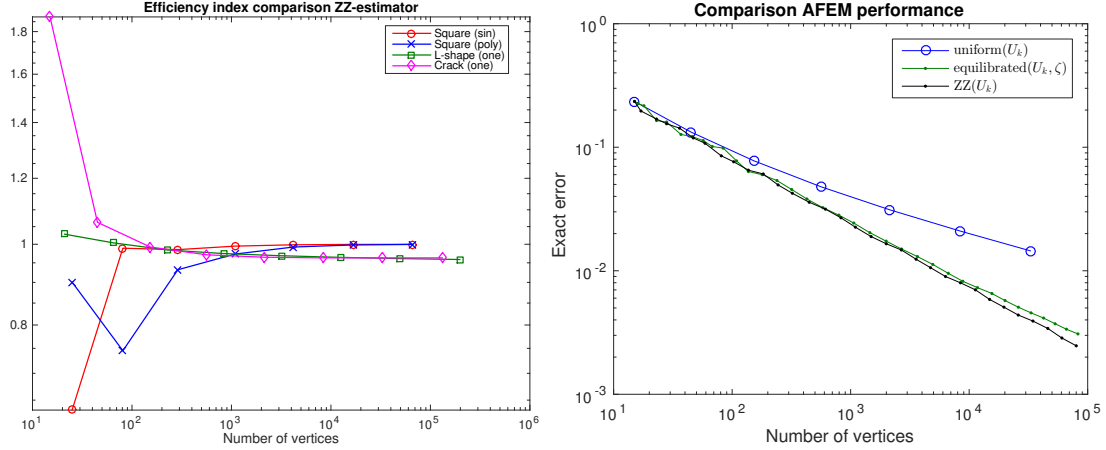 Efficiency index comparison ZZ-estimator
Square (sin)
Square (poly)
L-shape (one)
Crack (one)
1.8
1.6
1.4
1.2
1
0.8
10^1
10^2
10^3
10^4
10^5
10^6
Number of vertices
Comparison AFEM performance
uniform(U_k)
equilibrated(U_k, ζ)
ZZ(U_k)
Exact error
10^0
10^-1
10^-2
10^-3
10^1
10^2
10^3
10^4
10^5
Number of vertices